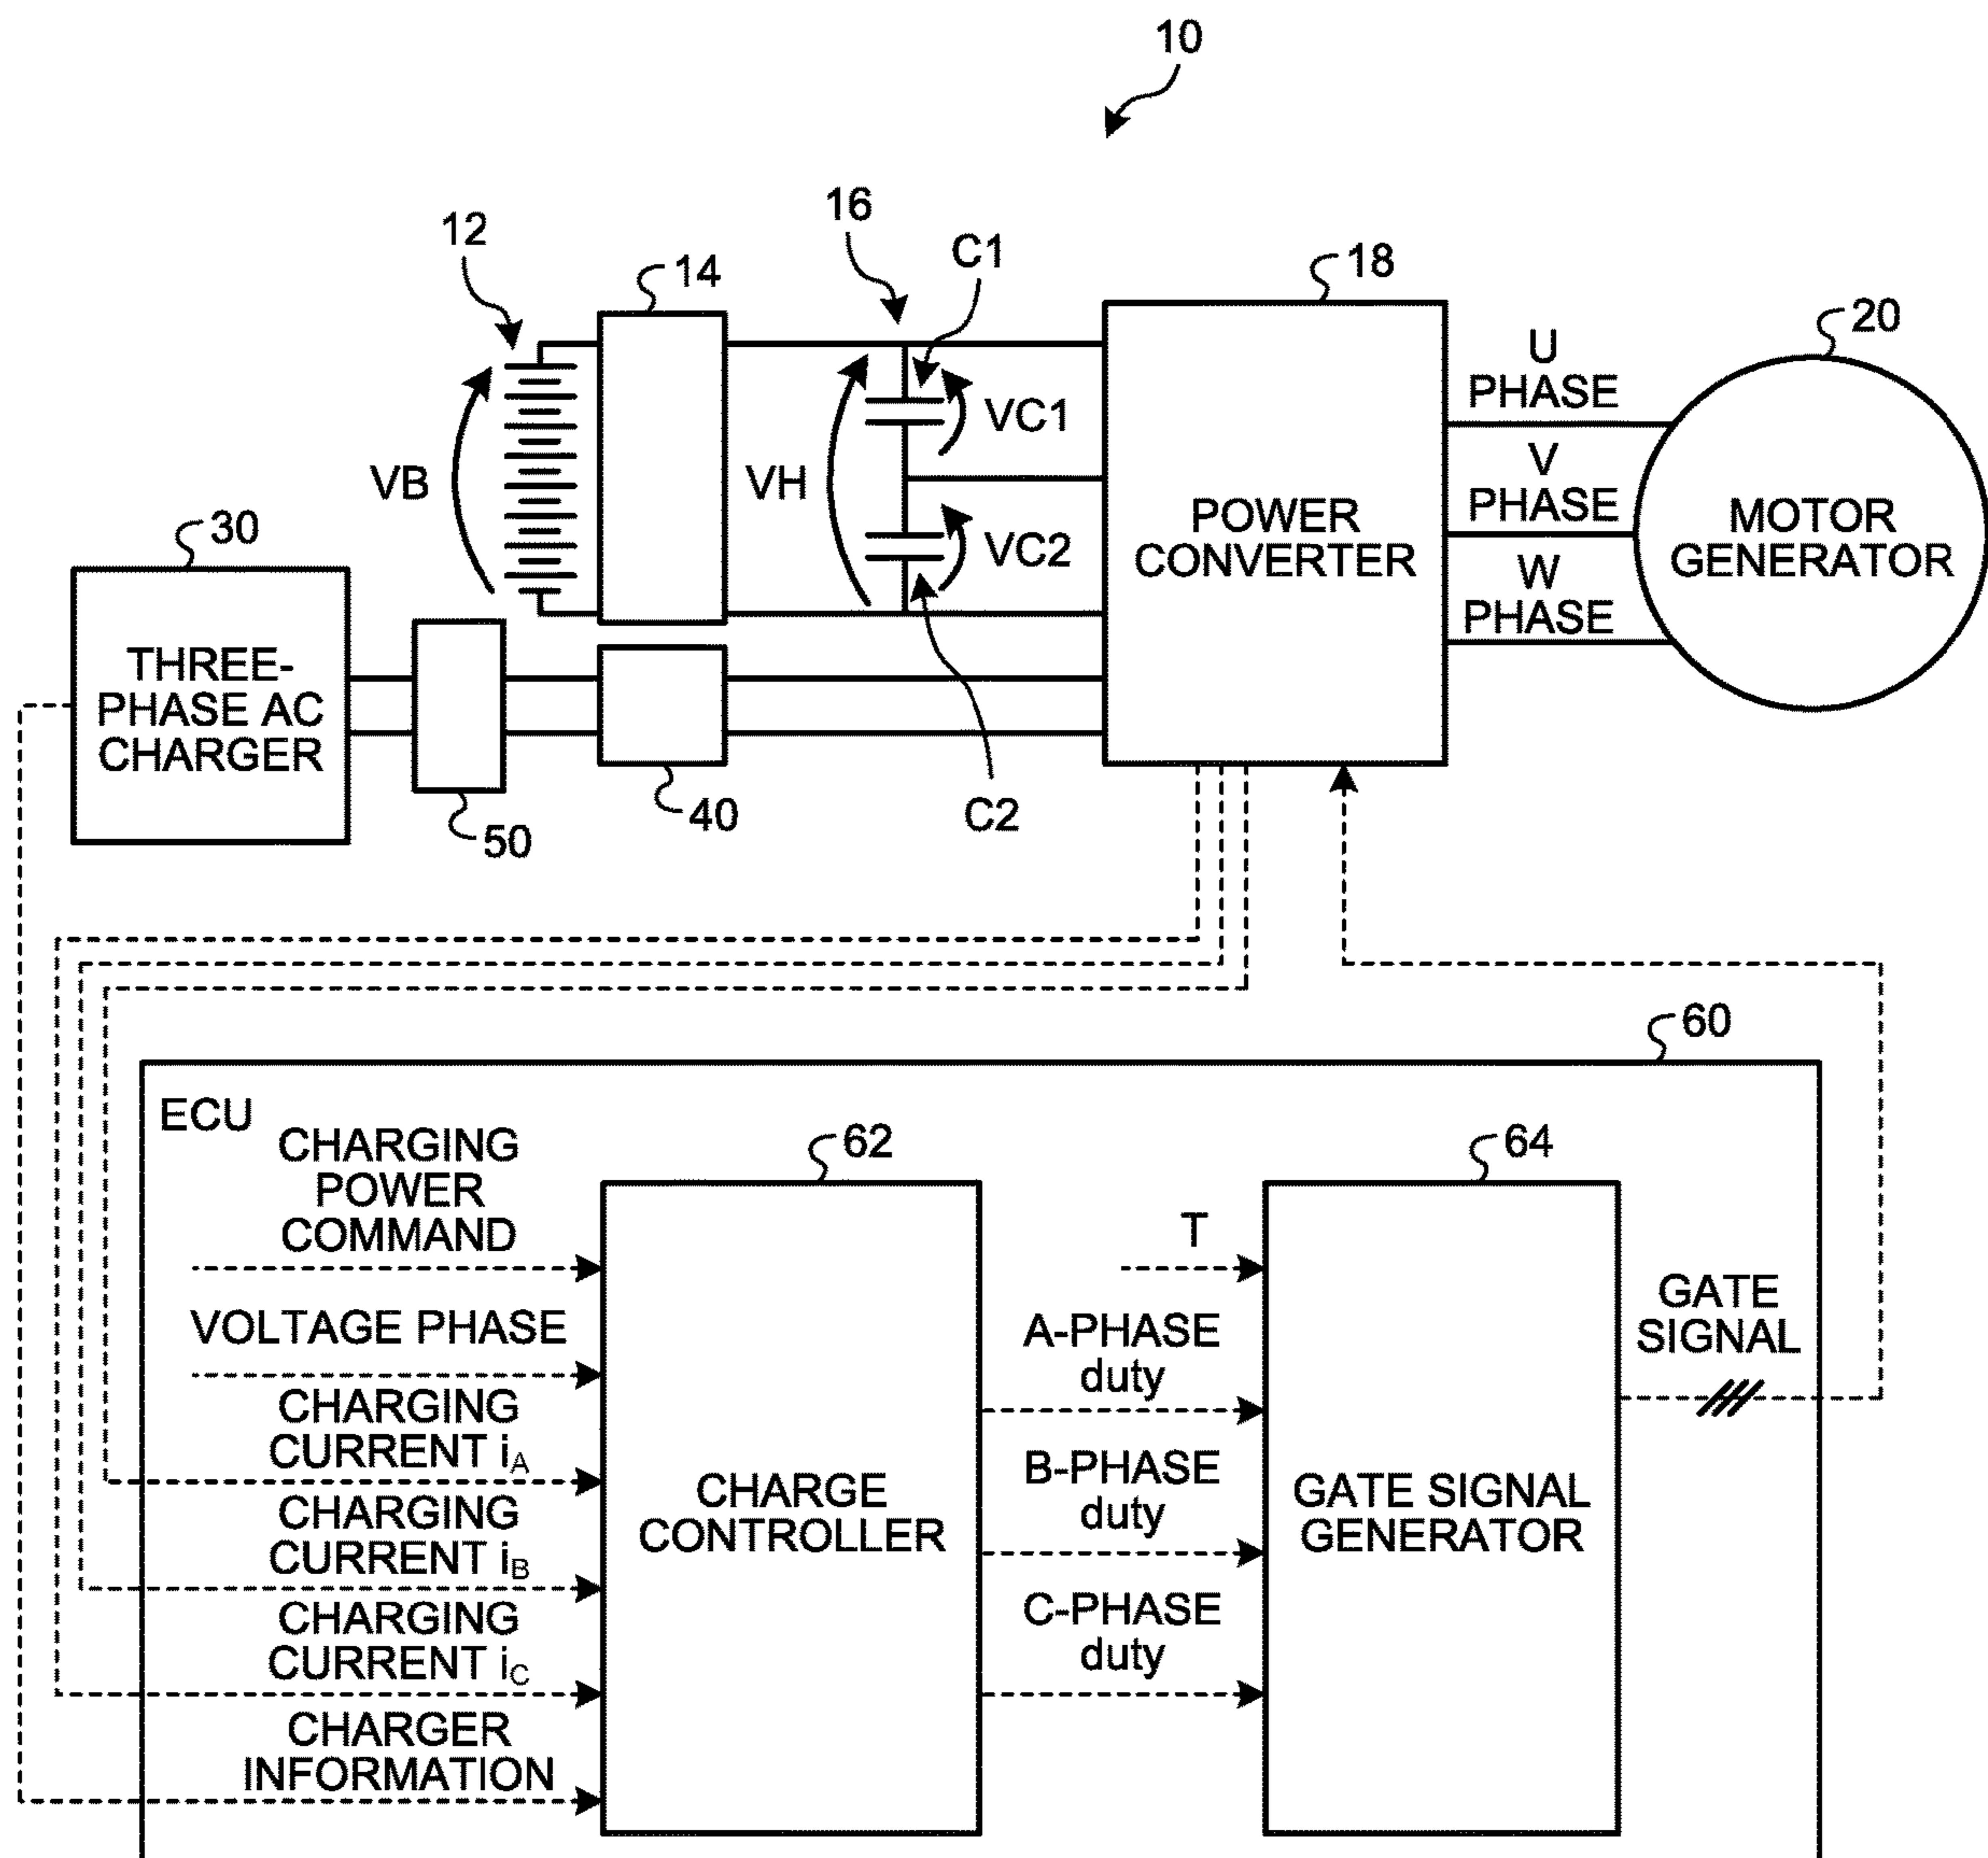 10
12
14
16
C1
18
20
U
PHASE
V
PHASE
W
PHASE
VB
VH
VC1
VC2
POWER
CONVERTER
MOTOR
GENERATOR
30
THREE-
PHASE AC
CHARGER
50
40
C2
60
ECU
CHARGING
POWER
COMMAND
VOLTAGE PHASE
CHARGING
CURRENT iA
CHARGING
CURRENT iB
CHARGING
CURRENT iC
CHARGER
INFORMATION
62
CHARGE
CONTROLLER
T
A-PHASE
duty
B-PHASE
duty
C-PHASE
duty
64
GATE SIGNAL
GENERATOR
GATE
SIGNAL